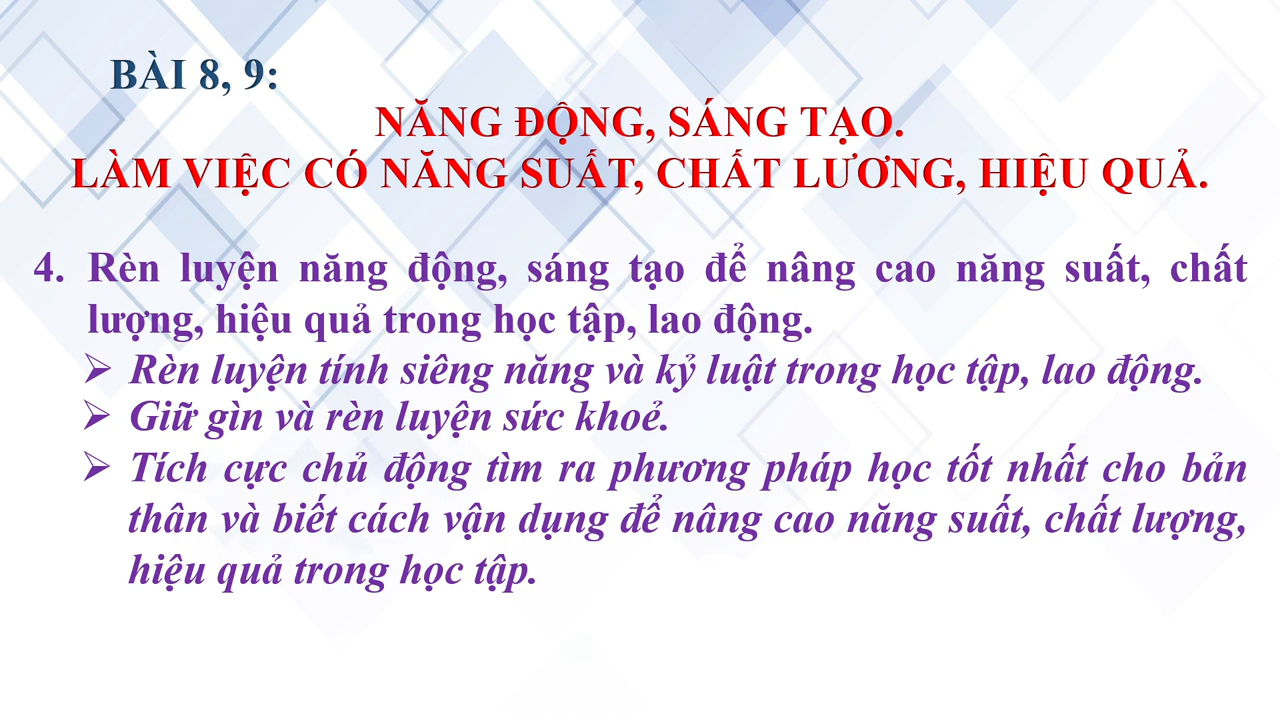 BÀI 8, 9:
NĂNG ĐỘNG, SÁNG TẠO.
LÀM VIỆC CÓ NĂNG SUẤT, CHẤT LƯƠNG, HIỆU QUẢ.
4. Rèn luyện năng động, sáng tạo để nâng cao năng suất, chất
lượng, hiệu quả trong học tập, lao động.
➢ Rèn luyện tính siêng năng và kỷ luật trong học tập, lao động.
➢ Giữ gìn và rèn luyện sức khoẻ.
➢ Tích cực chủ động tìm ra phương pháp học tốt nhất cho bản
thân và biết cách vận dụng để nâng cao năng suất, chất lượng,
hiệu quả trong học tập.